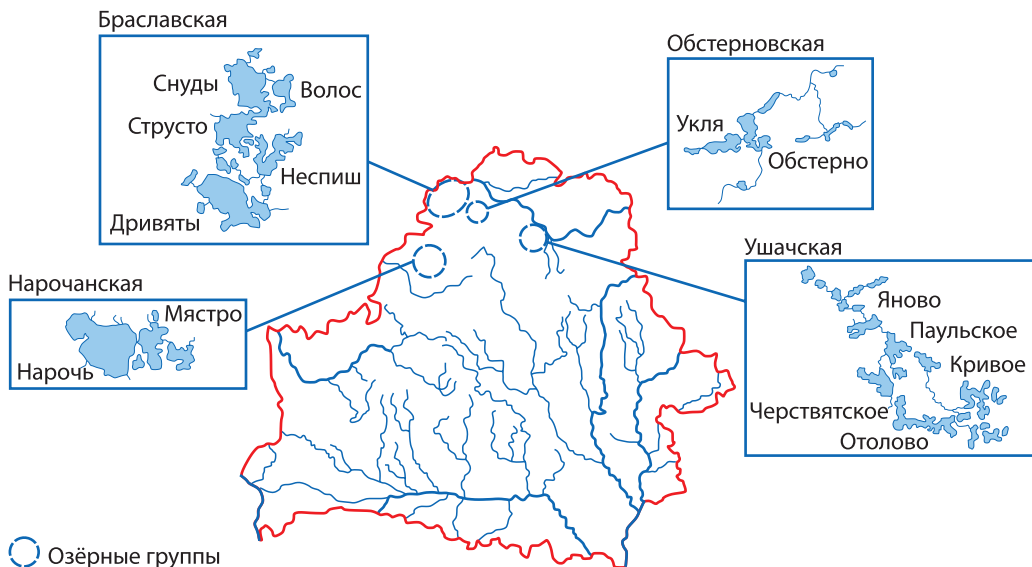 Браславская
Снуды
Волос
Струсто
Неспиш
Дривяты
Обстерновская
Укля
Обстерно
Нарочанская
Мястро
Нарочь
Ушачская
Яново
Паульское
Кривое
Черствятское
Отолово
Озёрные группы